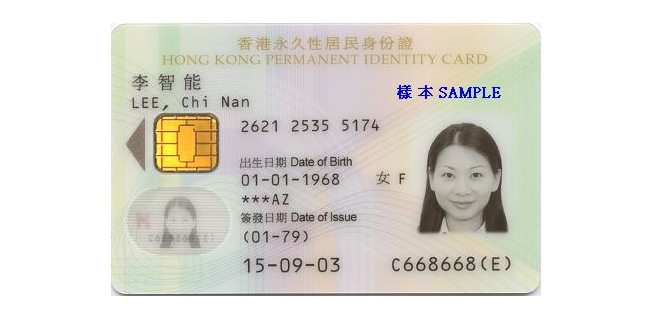 香港永久性居民身份證
HONG KONG PERMANENT IDENTITY CARD
李智能
LEE, Chi Nan
樣本 SAMPLE
2621 2535 5174
出生日期 Date of Birth
01-01-1968 女 F
***AZ
簽發日期 Date of Issue
(01-79)
15-09-03 C668668(E)